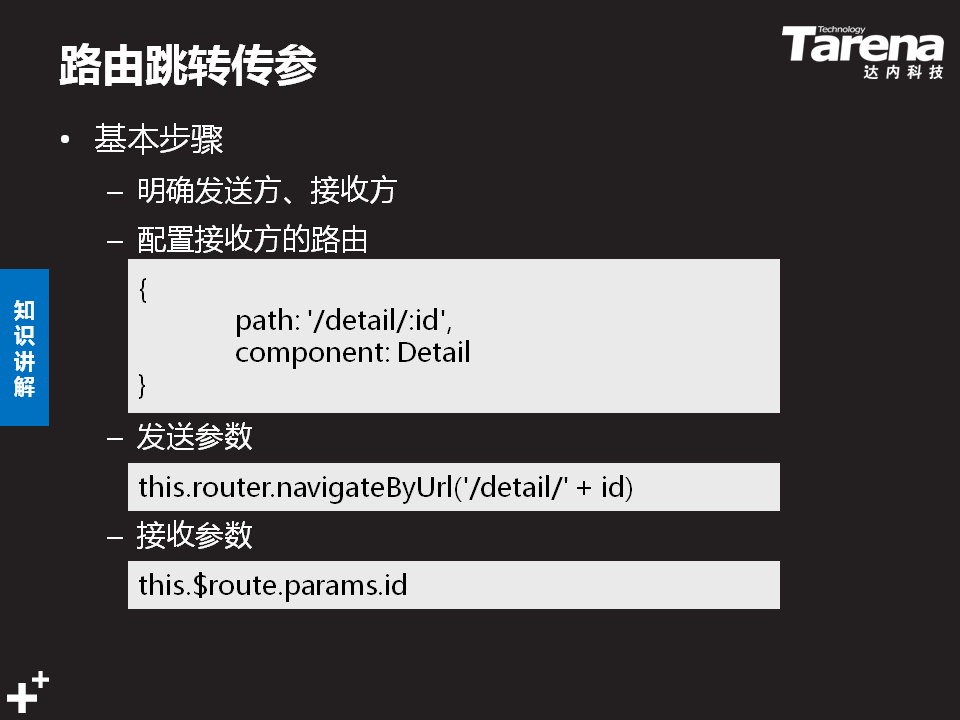 路由跳转传参
Technology
Tarena
达内科技
• 基本步骤
– 明确发送方、接收方
– 配置接收方的路由
{
path: '/detail/:id',
component: Detail
}
– 发送参数
this.router.navigateByUrl('/detail/' + id)
– 接收参数
this.$route.params.id
知识讲解